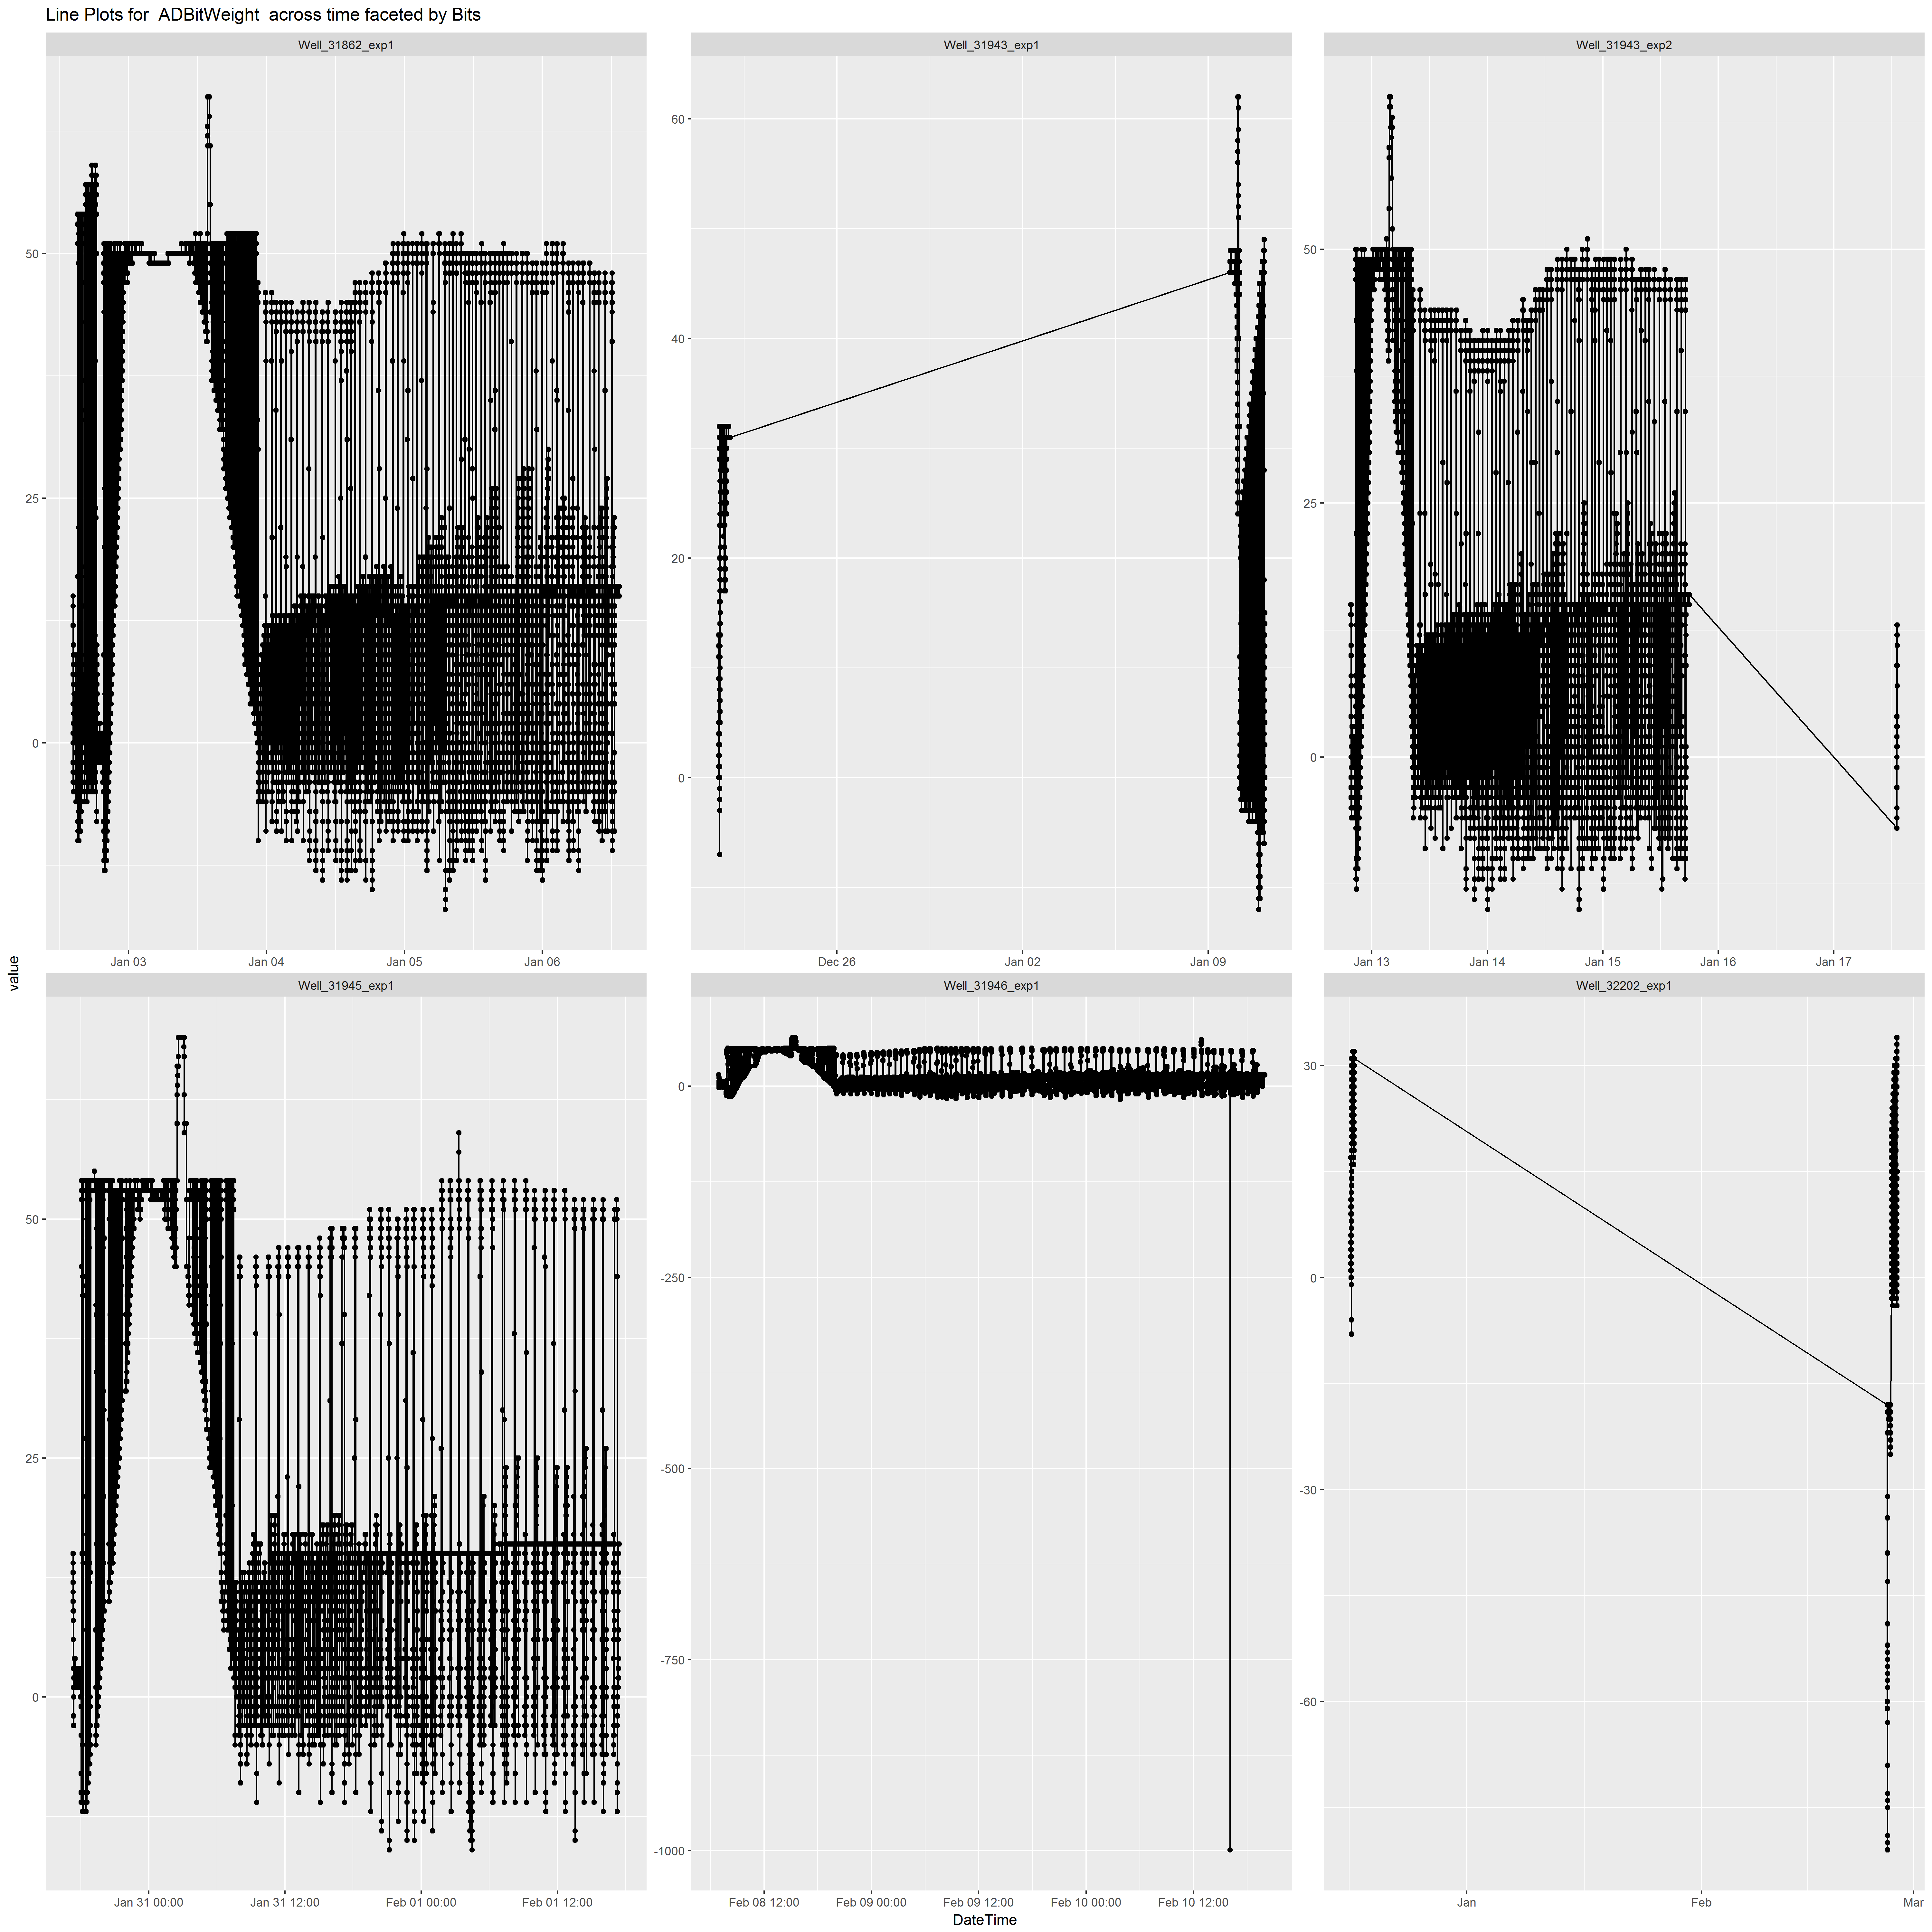 Line Plots for  ADBitWeight  across time faceted by Bits
Well_31862_exp1
50
25
0
Jan 03 Jan 04 Jan 05 Jan 06
Well_31943_exp1
60
40
20
0
Dec 26 Jan 02 Jan 09
Well_31943_exp2
50
25
0
Jan 13 Jan 14 Jan 15 Jan 16 Jan 17
value
Well_31945_exp1
50
25
0
Jan 31 00:00 Jan 31 12:00 Feb 01 00:00 Feb 01 12:00
Well_31946_exp1
0
-250
-500
-750
-1000
Feb 08 12:00 Feb 09 00:00 Feb 09 12:00 Feb 10 00:00 Feb 10 12:00
Well_32202_exp1
30
0
-30
-60
Jan Feb Mar
DateTime